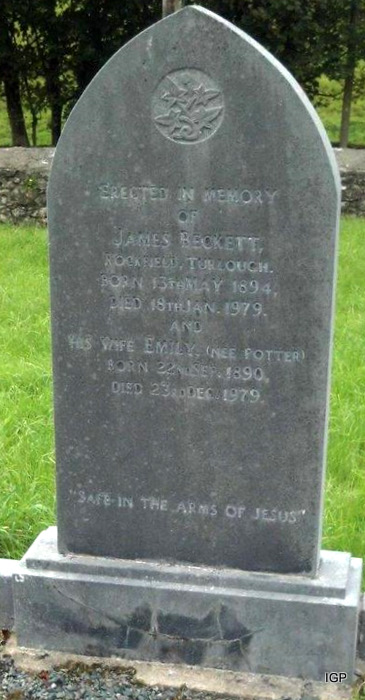 ERECTED IN MEMORY
OF
JAMES BECKETT,
ROCKFIELD, TURLOUGH.
BORN 13TH MAY 1894,
DIED 18TH JAN. 1979.
AND
HIS WIFE EMILY, (NEE POTTER)
BORN 22ND SEP. 1890,
DIED 23RD DEC. 1979.
"SAFE IN THE ARMS OF JESUS"
IGP